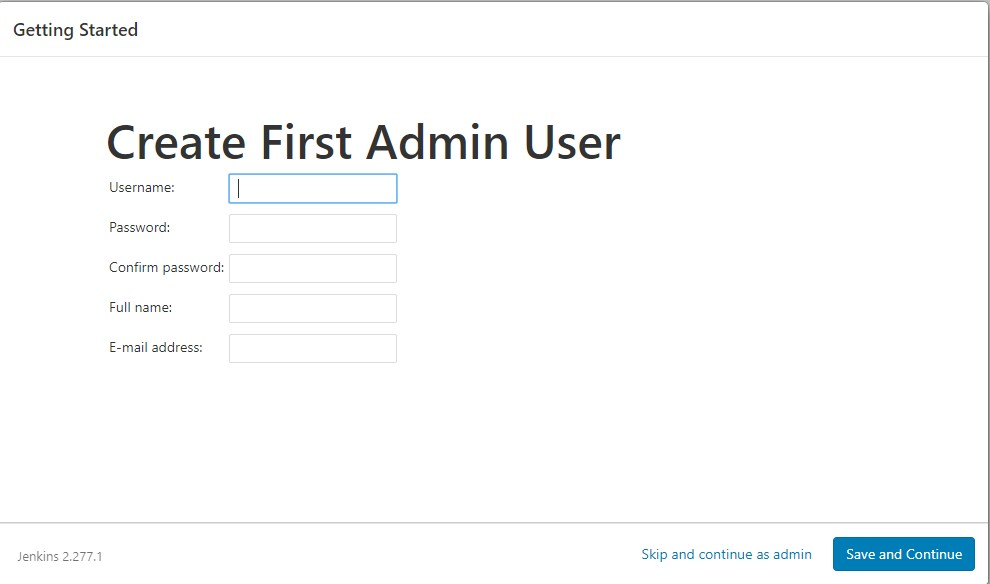 Getting Started
Create First Admin User
Username:
Password:
Confirm password:
Full name:
E-mail address:
Jenkins 2.277.1
Skip and continue as admin
Save and Continue